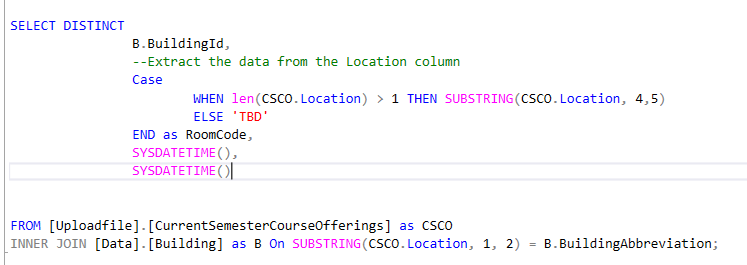 SELECT DISTINCT
B.BuildingId,
--Extract the data from the Location column
Case
WHEN len(CSCO.Location) > 1 THEN SUBSTRING(CSCO.Location, 4,5)
ELSE 'TBD'
END as RoomCode,
SYSDATETIME(),
SYSDATETIME()
FROM [Uploadfile].[CurrentSemesterCourseOfferings] as CSCO
INNER JOIN [Data].[Building] as B On SUBSTRING(CSCO.Location, 1, 2) = B.BuildingAbbreviation;